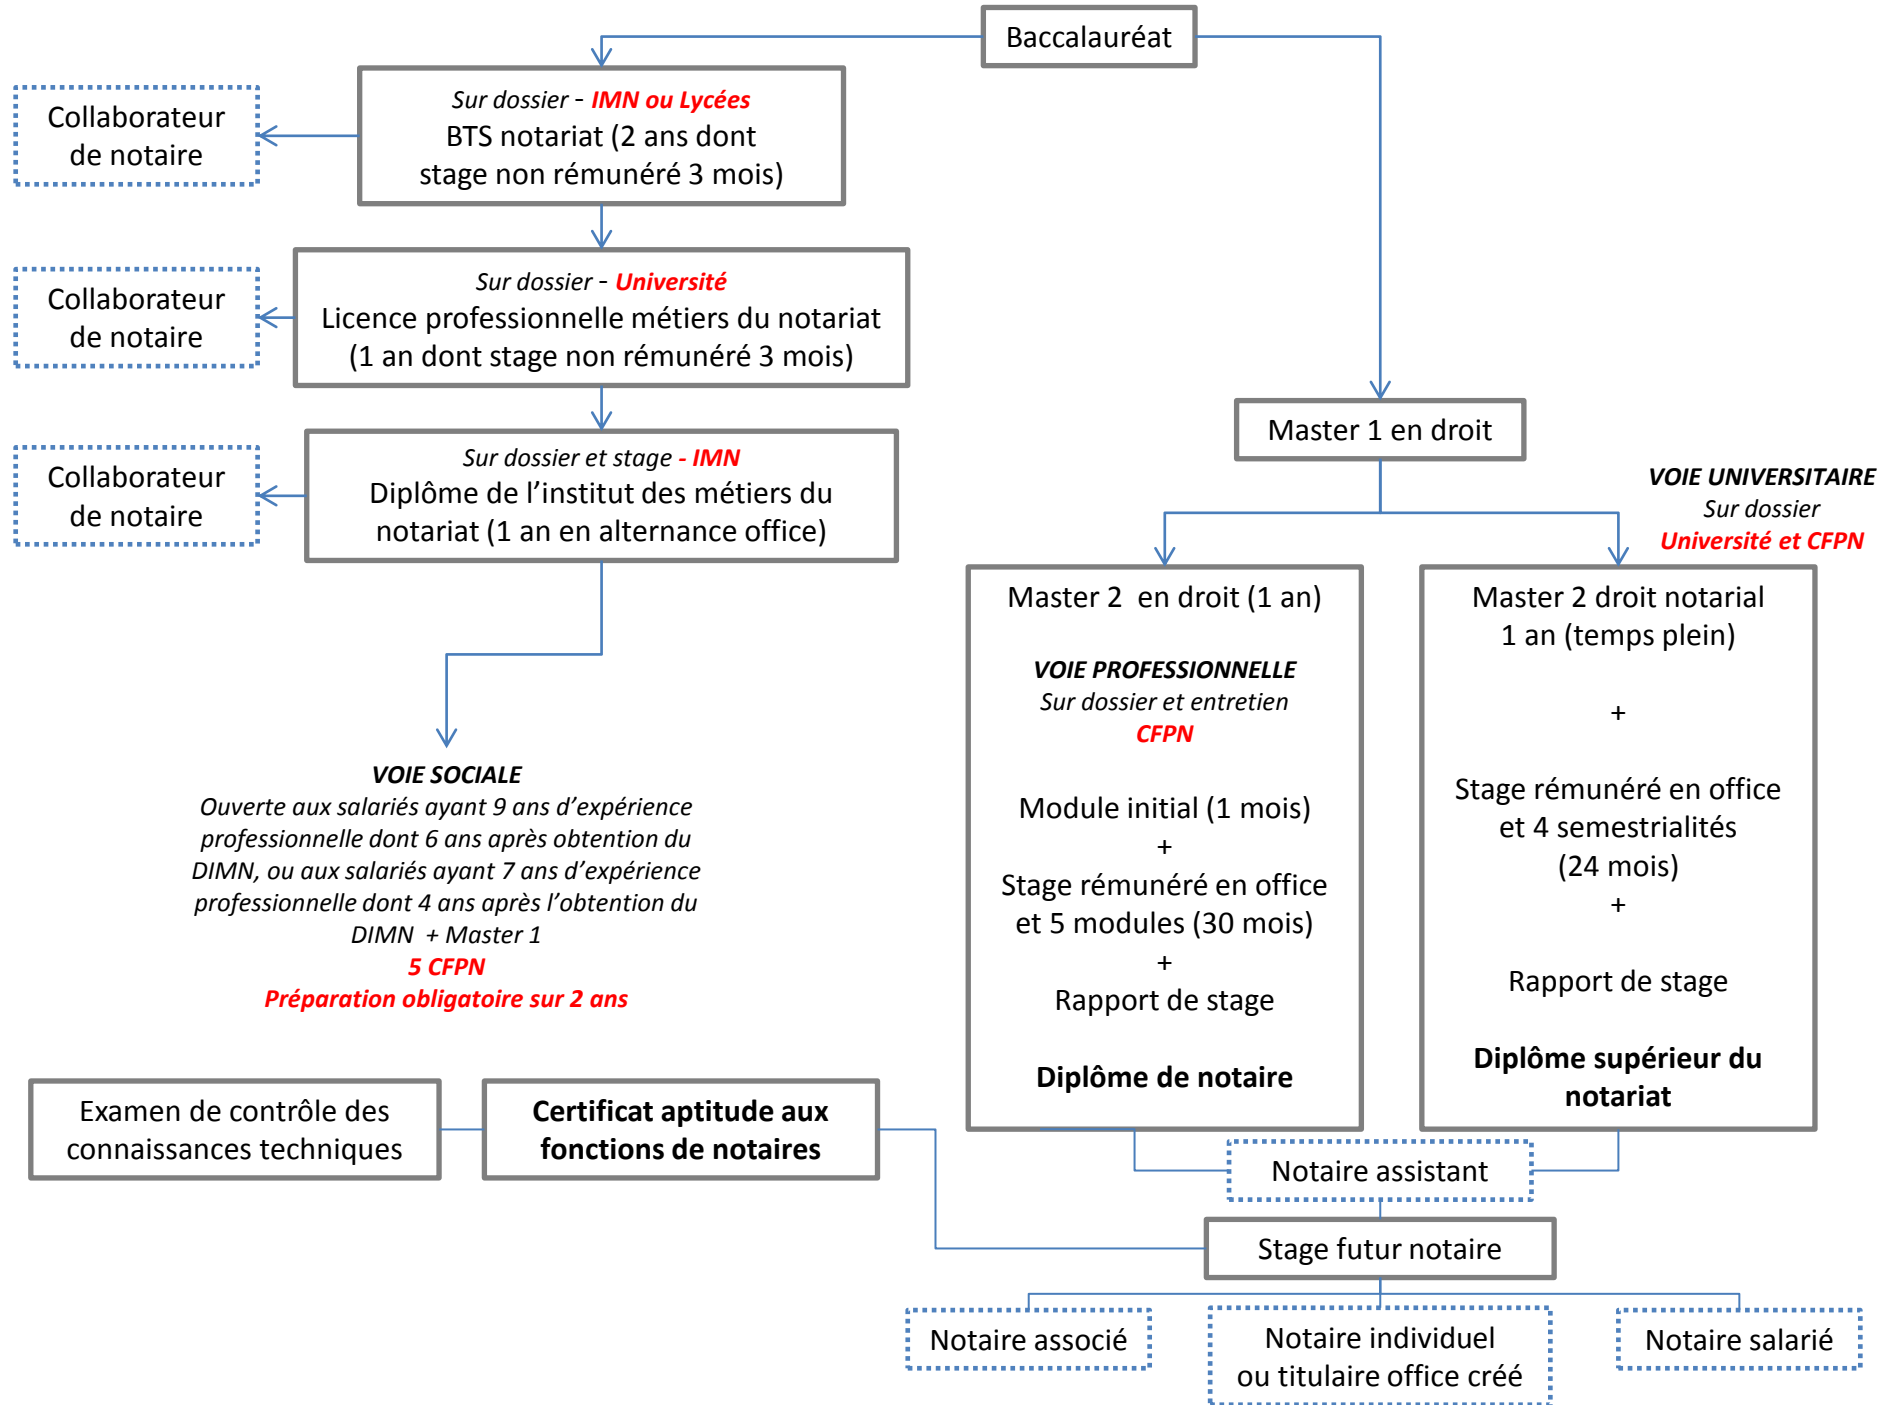 Baccalauréat
Collaborateur
de notaire
Sur dossier - IMN ou Lycées
BTS notariat (2 ans dont
stage non rémunéré 3 mois)
Collaborateur
de notaire
Sur dossier - Université
Licence professionnelle métiers du notariat
(1 an dont stage non rémunéré 3 mois)
Collaborateur
de notaire
Sur dossier et stage - IMN
Diplôme de l’institut des métiers du
notariat (1 an en alternance office)
Master 1 en droit
VOIE UNIVERSITAIRE
Sur dossier
Université et CFPN
VOIE SOCIALE
Ouverte aux salariés ayant 9 ans d’expérience
professionnelle dont 6 ans après obtention du
DIMN, ou aux salariés ayant 7 ans d’expérience
professionnelle dont 4 ans après l’obtention du
DIMN + Master 1
5 CFPN
Préparation obligatoire sur 2 ans
Master 2 en droit (1 an)
VOIE PROFESSIONNELLE
Sur dossier et entretien
CFPN
Module initial (1 mois)
+
Stage rémunéré en office
et 5 modules (30 mois)
+
Rapport de stage
Diplôme de notaire
Master 2 droit notarial
1 an (temps plein)
+
Stage rémunéré en office
et 4 semestrialités
(24 mois)
+
Rapport de stage
Diplôme supérieur du
notariat
Examen de contrôle des
connaissances techniques
Certificat aptitude aux
fonctions de notaires
Notaire assistant
Stage futur notaire
Notaire associé
Notaire individuel
ou titulaire office créé
Notaire salarié